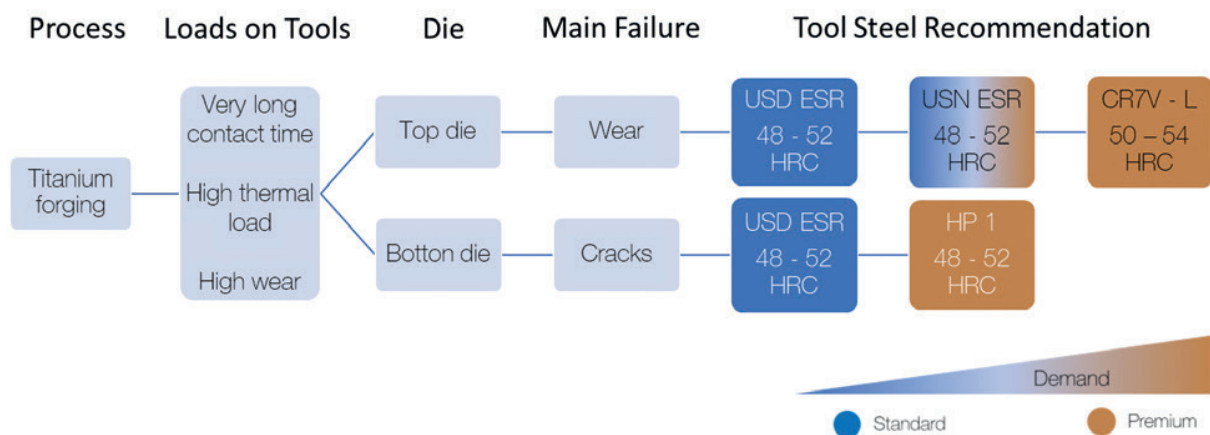 Process Loads on Tools Die Main Failure Tool Steel Recommendation
Titanium
forging
Very long
contact time
High thermal
load
High wear
Top die
Wear
USD ESR
48 - 52
HRC
USN ESR
48 - 52
HRC
CR7V - L
50 – 54
HRC
Botton die
Cracks
USD ESR
48 - 52
HRC
HP 1
48 - 52
HRC
Demand
Standard
Premium